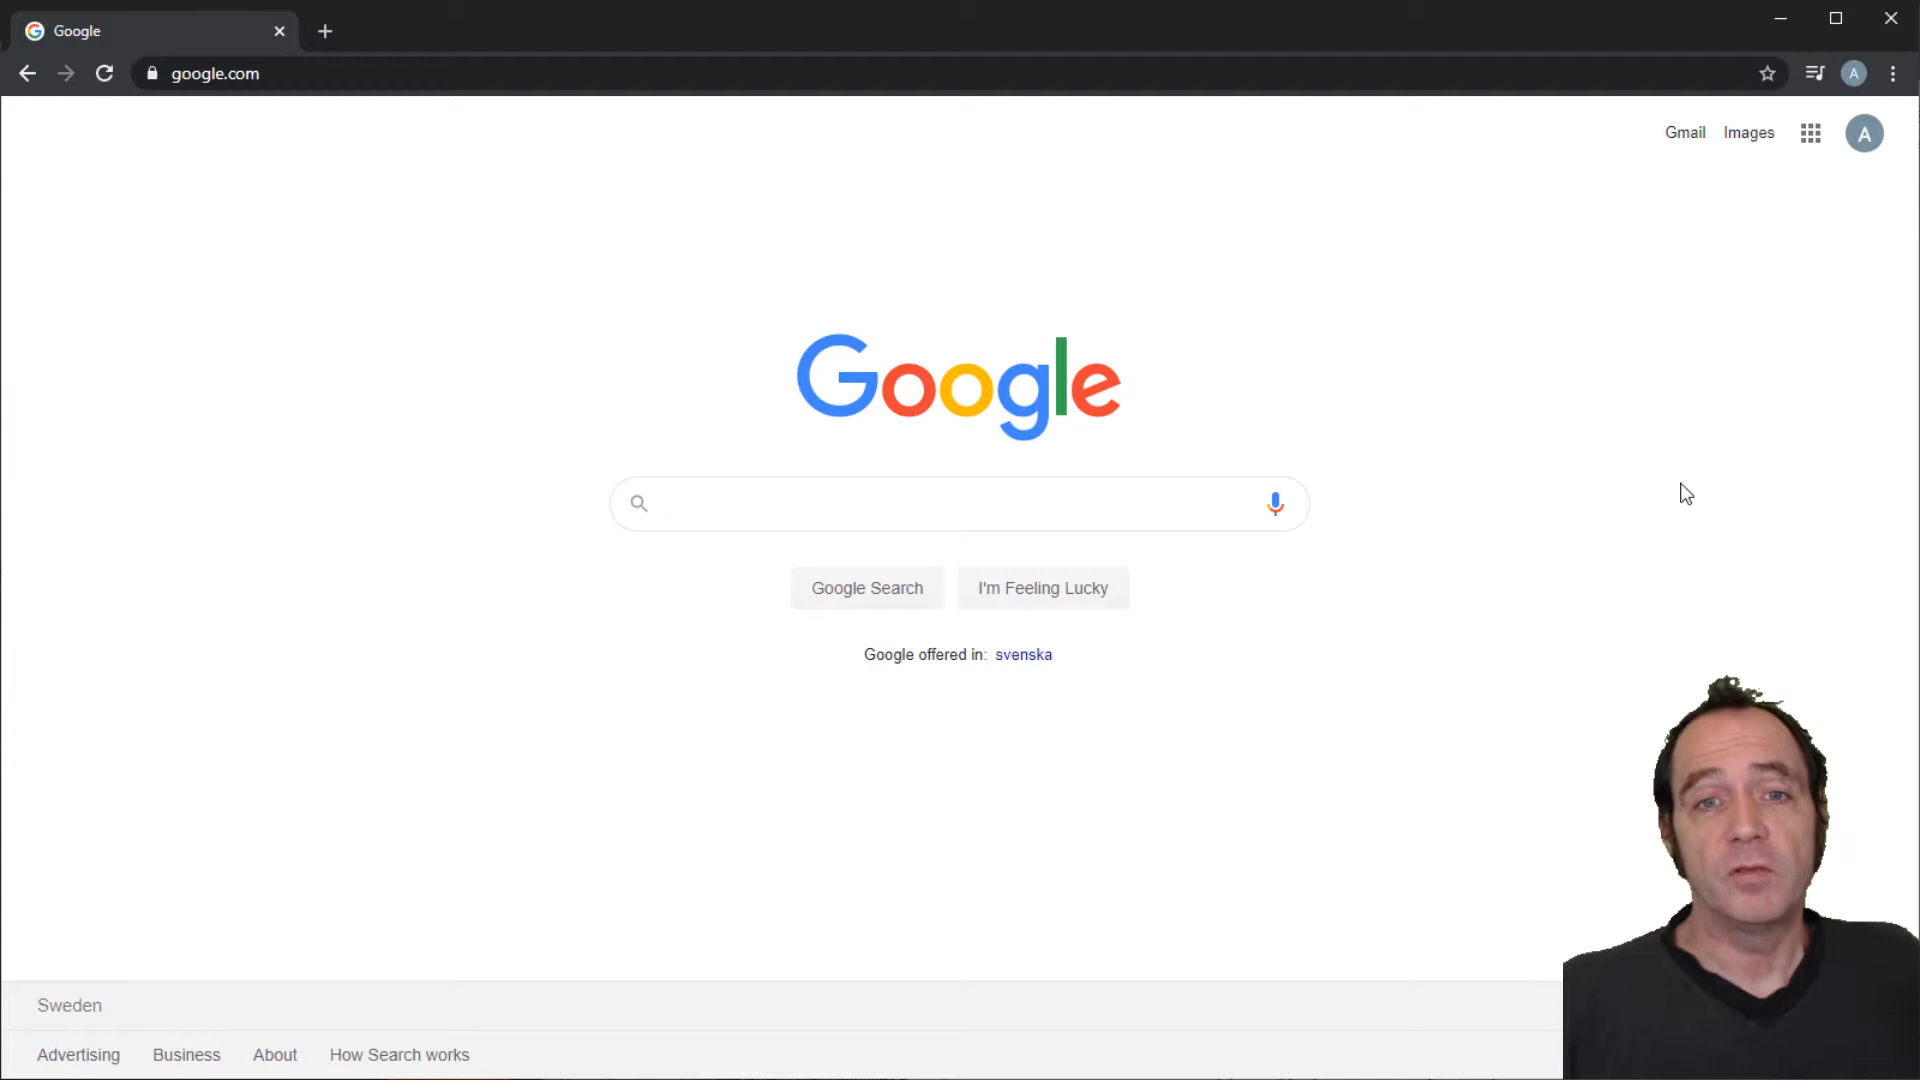 Google
google.com
A
Gmail
Images
A
Google
Google Search
I'm Feeling Lucky
Google offered in: svenska
Sweden
Advertising
Business
About
How Search works